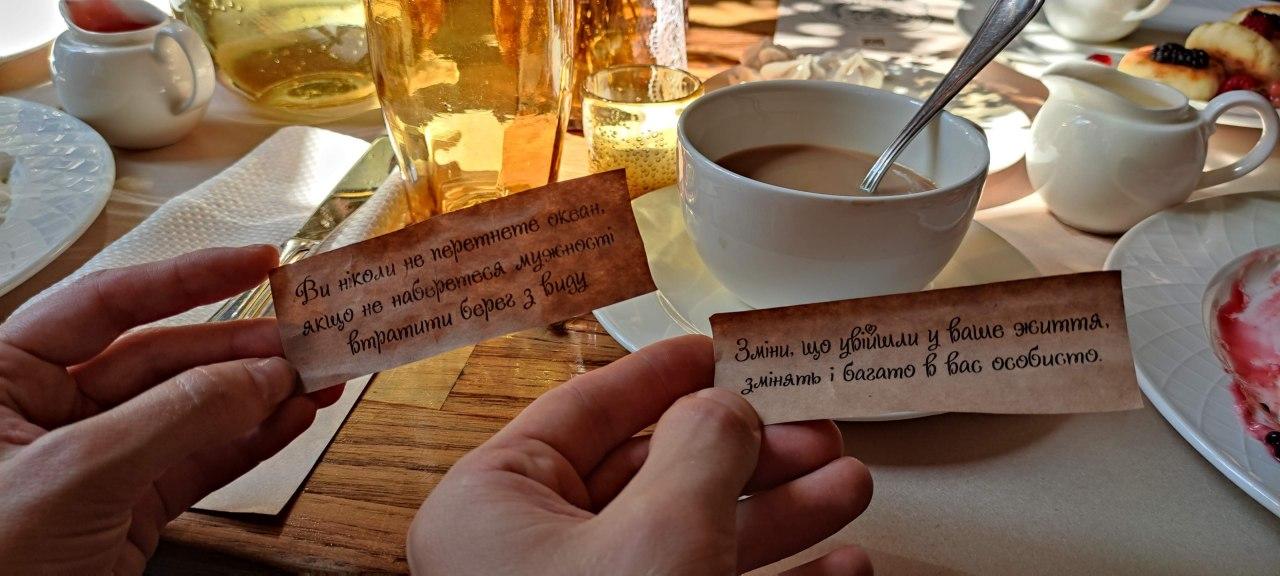 Ви ніколи не перетнете океан,
якщо не наберетеся мужності
втратити берег з виду
Зміни, що увійшли у ваше життя,
змінять і багато в вас особисто.